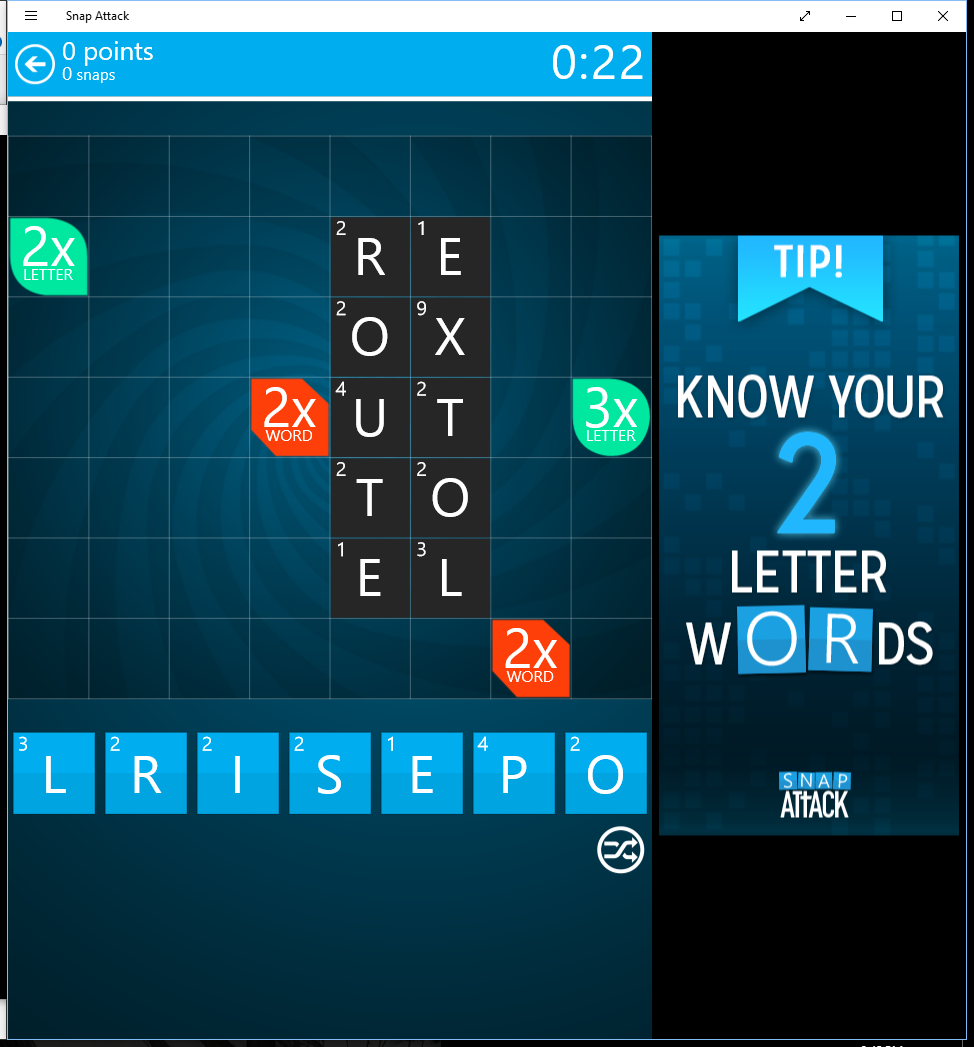 Snap Attack
0 points
0 snaps
0:22
2x
LETTER
2 R 1 E
2 O 9 X
2x
WORD
4 U 2 T
3x
LETTER
2 T 2 O
1 E 3 L
2x
WORD
3 L 2 R 2 I 2 S 1 E 4 P 2 O
TIP!
KNOW YOUR
2
LETTER
WORDS
SNAP
ATTACK